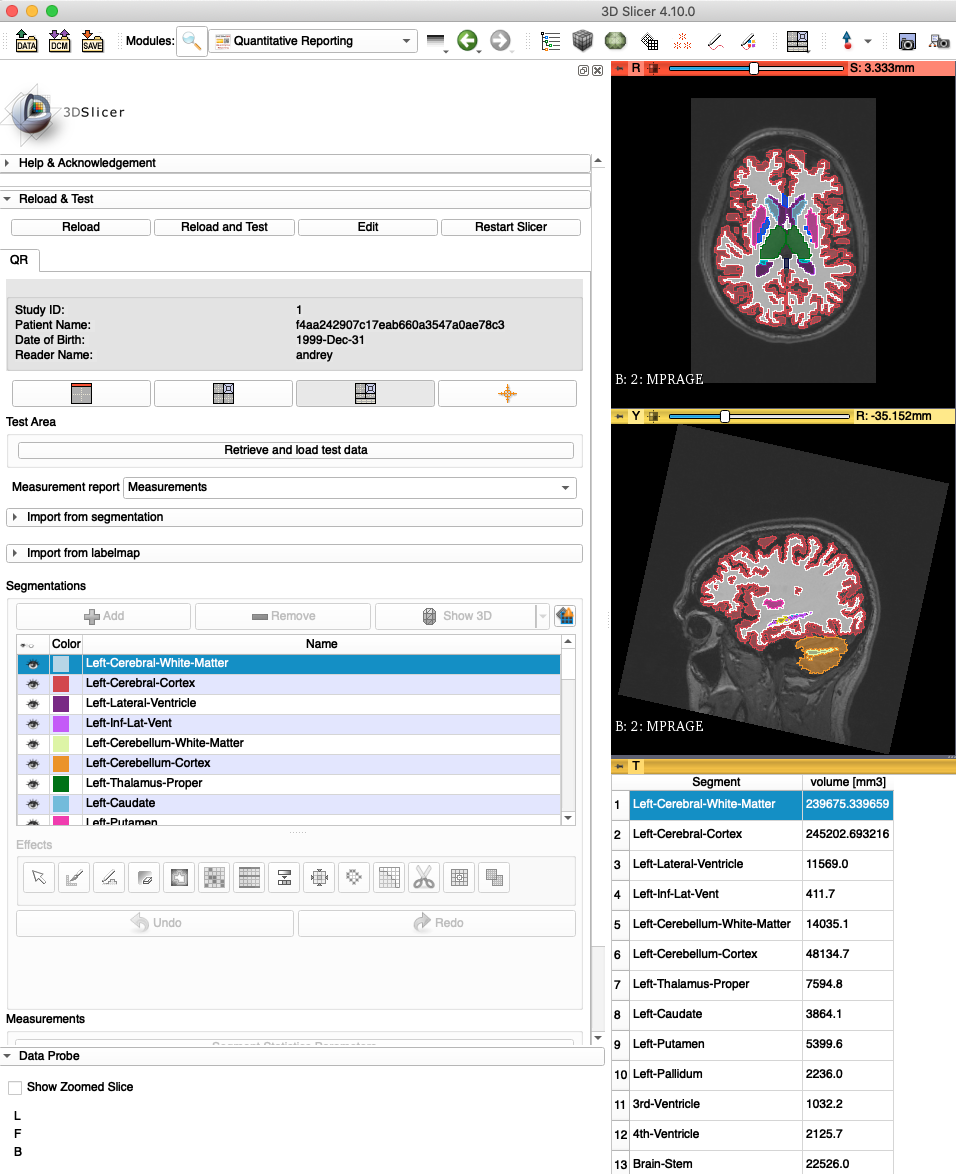 3D Slicer 4.10.0
DATA DCM SAVE Modules: Quantitative Reporting
3DSlicer
Help & Acknowledgement
Reload & Test
Reload Reload and Test Edit Restart Slicer
QR
Study ID: 1
Patient Name: f4aa242907c17eab660a3547a0ae78c3
Date of Birth: 1999-Dec-31
Reader Name: andrey
Test Area
Retrieve and load test data
Measurement report Measurements
Import from segmentation
Import from labelmap
Segmentations
Add Remove Show 3D
Color Name
Left-Cerebral-White-Matter
Left-Cerebral-Cortex
Left-Lateral-Ventricle
Left-Inf-Lat-Vent
Left-Cerebellum-White-Matter
Left-Cerebellum-Cortex
Left-Thalamus-Proper
Left-Caudate
Left-Putamen
Effects
Undo Redo
Measurements
Segment Statistics Parameters
Data Probe
Show Zoomed Slice
L
F
B
R S: 3.333mm
B: 2: MPRAGE
Y R: -35.152mm
B: 2: MPRAGE
T
Segment volume [mm3]
1 Left-Cerebral-White-Matter 239675.339659
2 Left-Cerebral-Cortex 245202.693216
3 Left-Lateral-Ventricle 11569.0
4 Left-Inf-Lat-Vent 411.7
5 Left-Cerebellum-White-Matter 14035.1
6 Left-Cerebellum-Cortex 48134.7
7 Left-Thalamus-Proper 7594.8
8 Left-Caudate 3864.1
9 Left-Putamen 5399.6
10 Left-Pallidum 2236.0
11 3rd-Ventricle 1032.2
12 4th-Ventricle 2125.7
13 Brain-Stem 22526.0